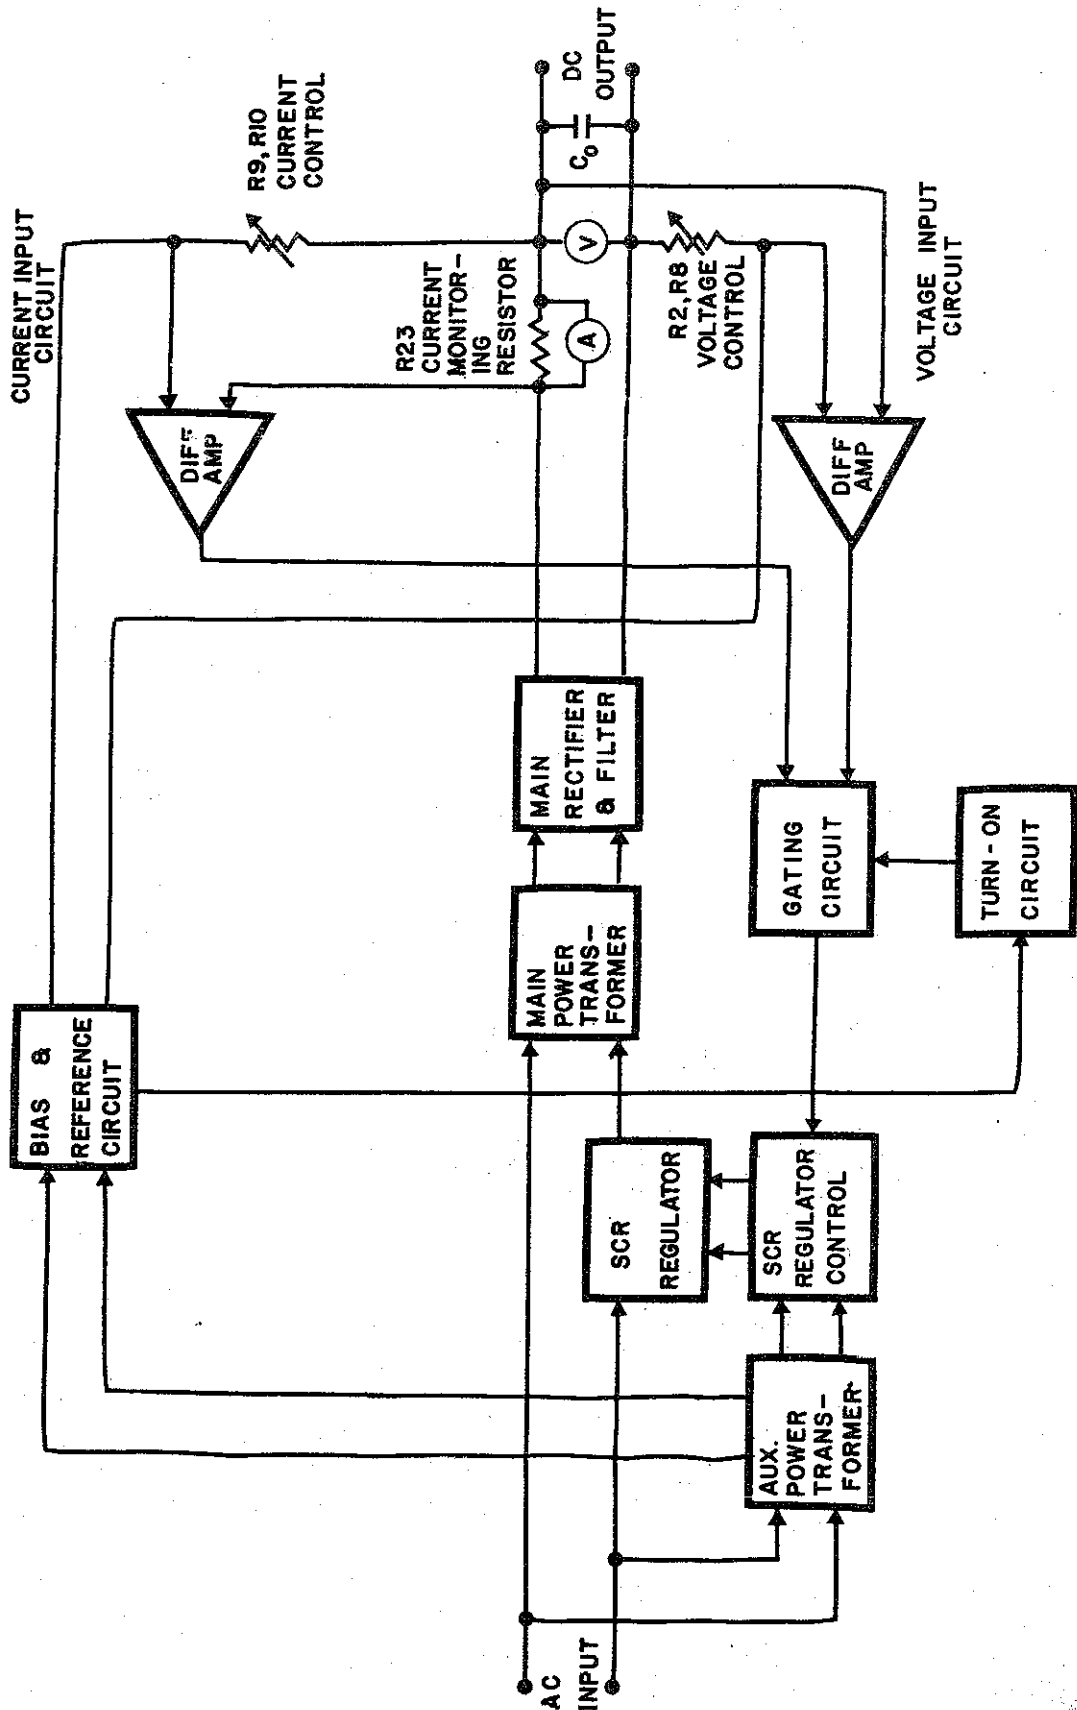 CURRENT INPUT
CIRCUIT
R9, R10
CURRENT
CONTROL
BIAS &
REFERENCE
CIRCUIT
DIFF
AMP
R23
CURRENT
MONITOR-
ING
RESISTOR
A
V
C₀
DC
OUTPUT
AC
INPUT
MAIN
POWER
TRANS-
FORMER
MAIN
RECTIFIER
& FILTER
SCR
REGULATOR
R2, R8
VOLTAGE
CONTROL
AUX.
POWER
TRANS-
FORMER
SCR
REGULATOR
CONTROL
GATING
CIRCUIT
DIFF
AMP
VOLTAGE INPUT
CIRCUIT
TURN-ON
CIRCUIT